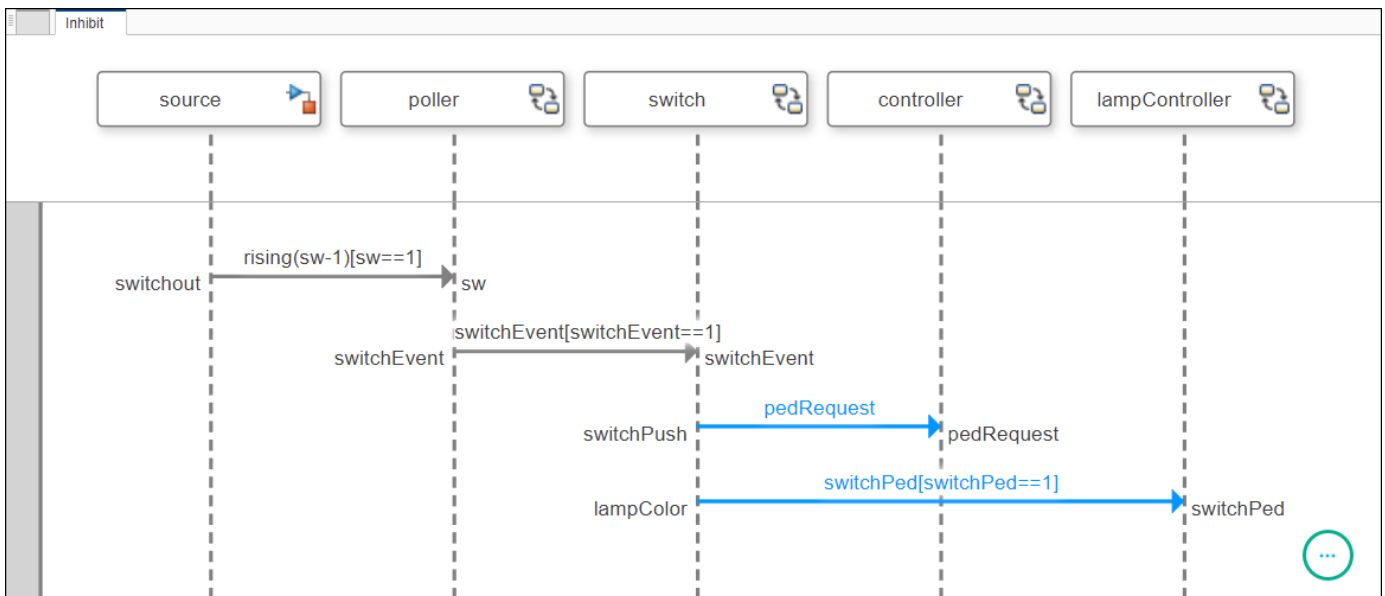 Inhibit
source poller switch controller lampController
rising(sw-1)[sw==1]
switchout sw
switchEvent[switchEvent==1]
switchEvent switchEvent
pedRequest
switchPush pedRequest
switchPed[switchPed==1]
lampColor switchPed